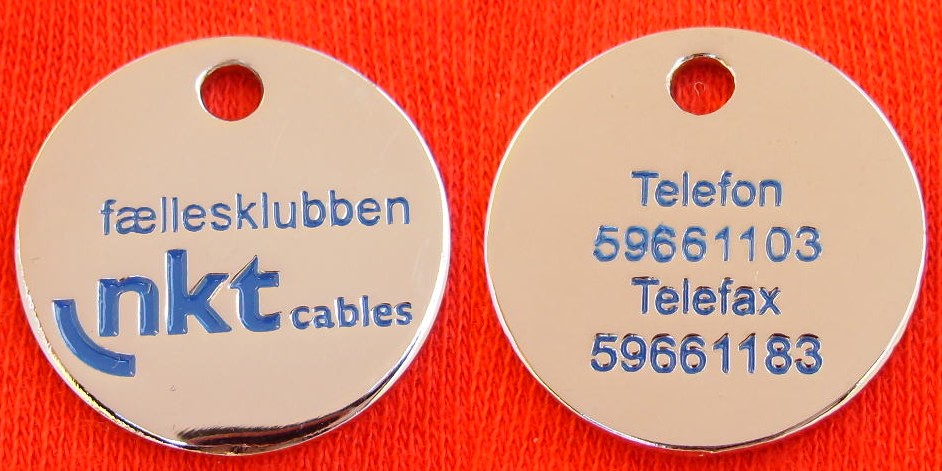 fællesklubben
nkt cables
Telefon
59661103
Telefax
59661183